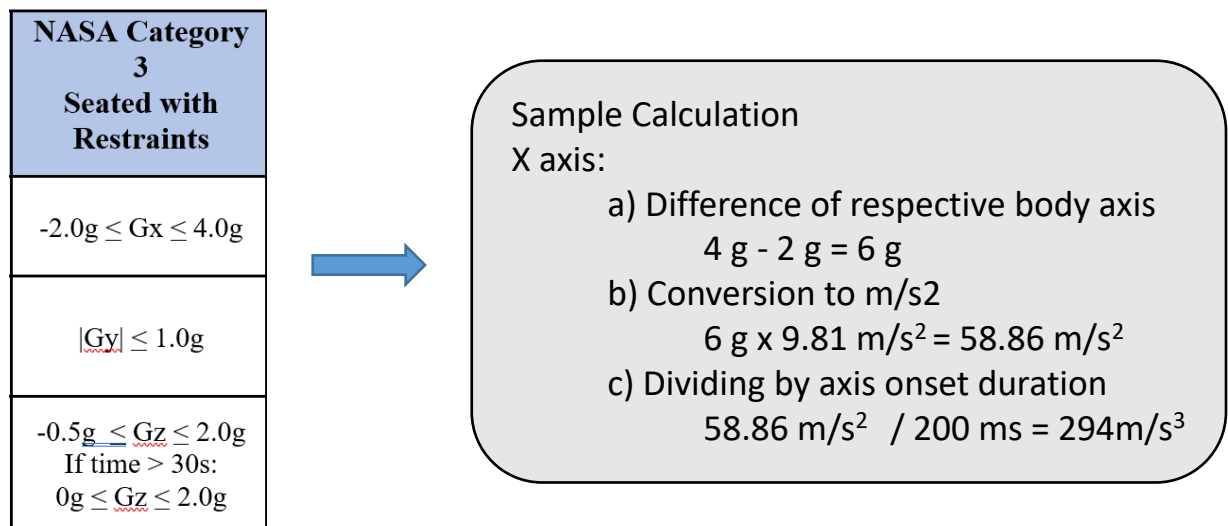 NASA Category
3
Seated with
Restraints
-2.0g ≤ Gx ≤ 4.0g
|Gy| ≤ 1.0g
-0.5g ≤ Gz ≤ 2.0g
If time > 30s:
0g ≤ Gz ≤ 2.0g
Sample Calculation
X axis:
a) Difference of respective body axis
4 g - 2 g = 6 g
b) Conversion to m/s2
6 g x 9.81 m/s² = 58.86 m/s²
c) Dividing by axis onset duration
58.86 m/s² / 200 ms = 294m/s³